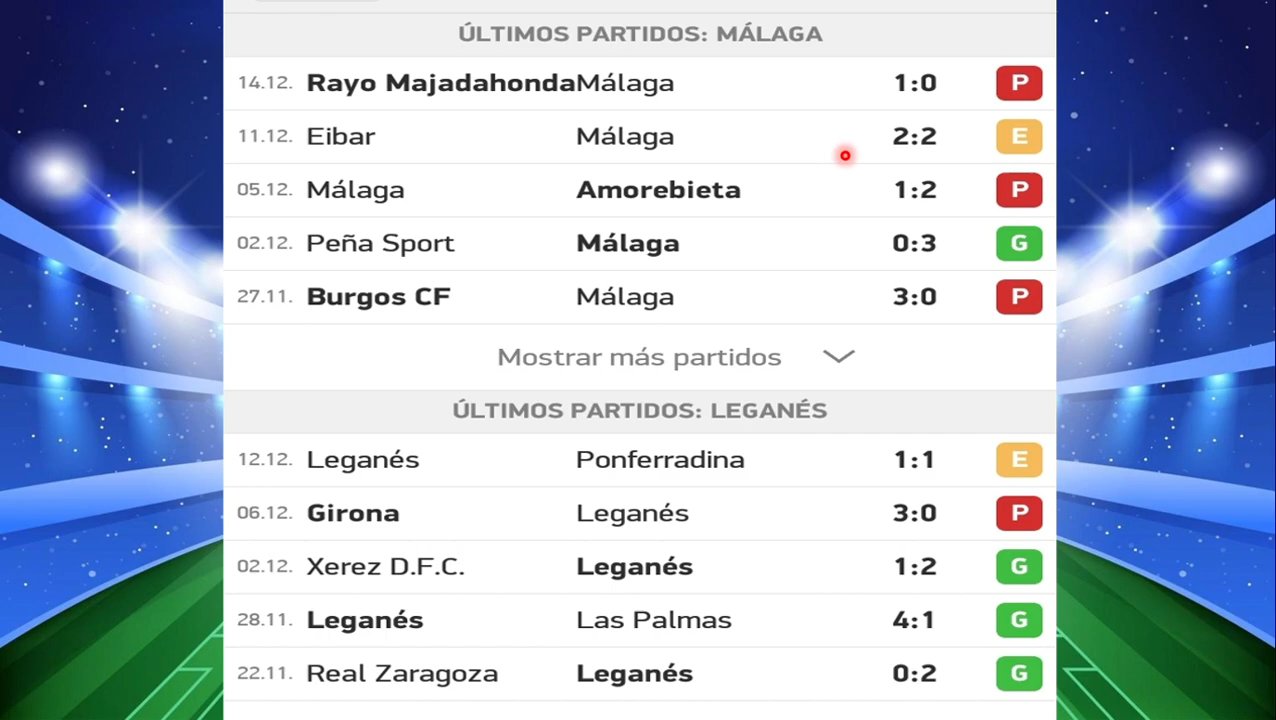 ÚLTIMOS PARTIDOS: MÁLAGA
14.12. Rayo Majadahonda Málaga 1:0 P
11.12. Eibar Málaga 2:2 E
05.12. Málaga Amorebieta 1:2 P
02.12. Peña Sport Málaga 0:3 G
27.11. Burgos CF Málaga 3:0 P
Mostrar más partidos
ÚLTIMOS PARTIDOS: LEGANÉS
12.12. Leganés Ponferradina 1:1 E
06.12. Girona Leganés 3:0 P
02.12. Xerez D.F.C. Leganés 1:2 G
28.11. Leganés Las Palmas 4:1 G
22.11. Real Zaragoza Leganés 0:2 G